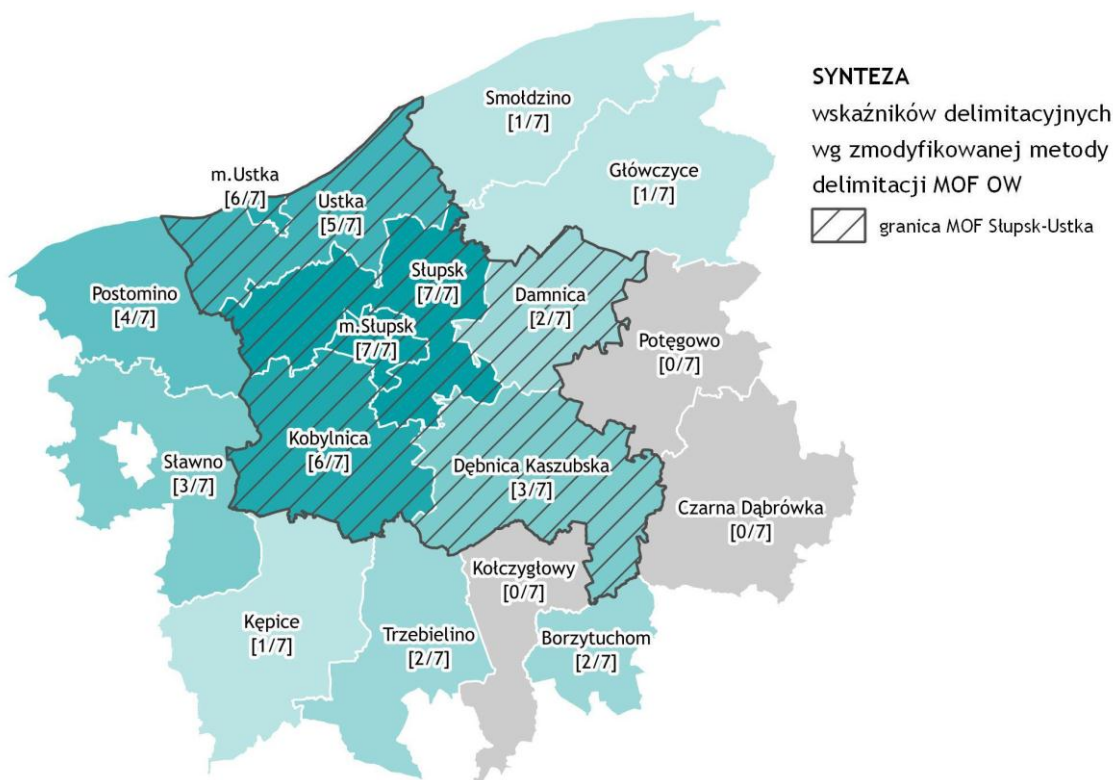 SYNTEZA
wskaźników delimitacyjnych
wg zmodyfikowanej metody
delimitacji MOF OW
granica MOF Słupsk-Ustka
Smołdzino
[1/7]
Główczyce
[1/7]
m.Ustka
[6/7]
Ustka
[5/7]
Słupsk
[7/7]
Damnica
[2/7]
Postomino
[4/7]
m.Słupsk
[7/7]
Potęgowo
[0/7]
Kobylnica
[6/7]
Sławno
[3/7]
Dębnica Kaszubska
[3/7]
Czarna Dąbrówka
[0/7]
Kołczygłowy
[0/7]
Kępice
[1/7]
Trzebielino
[2/7]
Borzytuchom
[2/7]